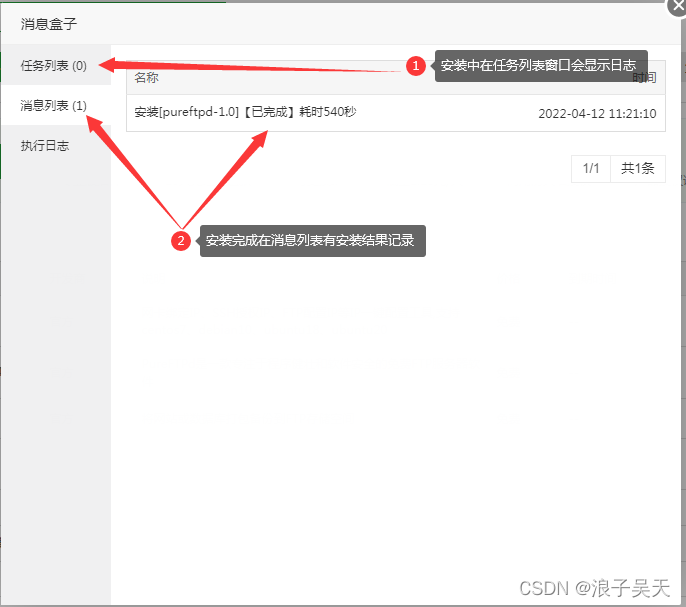 消息盒子
任务列表 (0)
1 安装中在任务列表窗口会显示日志
名称 时间
消息列表 (1)
安装[pureftpd-1.0]【已完成】耗时540秒 2022-04-12 11:21:10
执行日志
1/1 共1条
2 安装完成在消息列表有安装结果记录
CSDN @浪子吴天